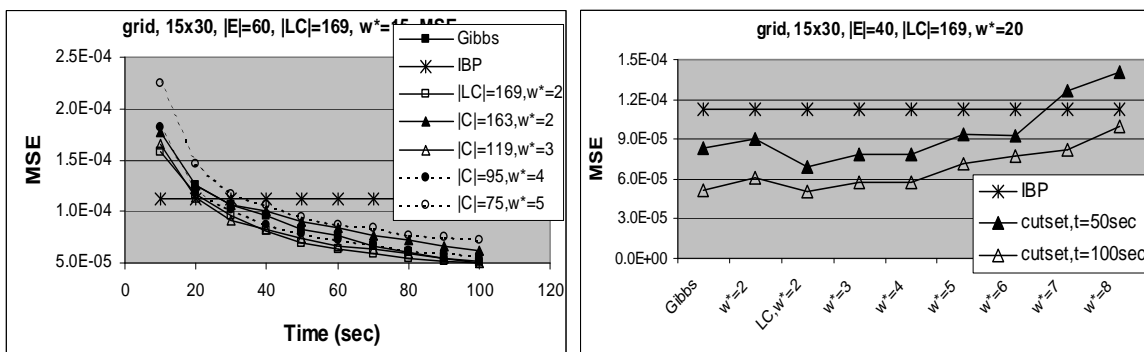 grid, 15x30, |E|=60, |LC|=169, w*=15, MSE
2.5E-04
2.0E-04
1.5E-04
1.0E-04
5.0E-05
MSE
0 20 40 60 80 100 120
Time (sec)
Gibbs
IBP
|LC|=169,w*=2
|C|=163,w*=2
|C|=119,w*=3
|C|=95,w*=4
|C|=75,w*=5
grid, 15x30, |E|=40, |LC|=169, w*=20
1.5E-04
1.2E-04
9.0E-05
6.0E-05
3.0E-05
0.0E+00
MSE
Gibbs
w*=2
LC,w*=2
w*=3
w*=4
w*=5
w*=6
w*=7
w*=8
IBP
cutset,t=50sec
cutset,t=100sec